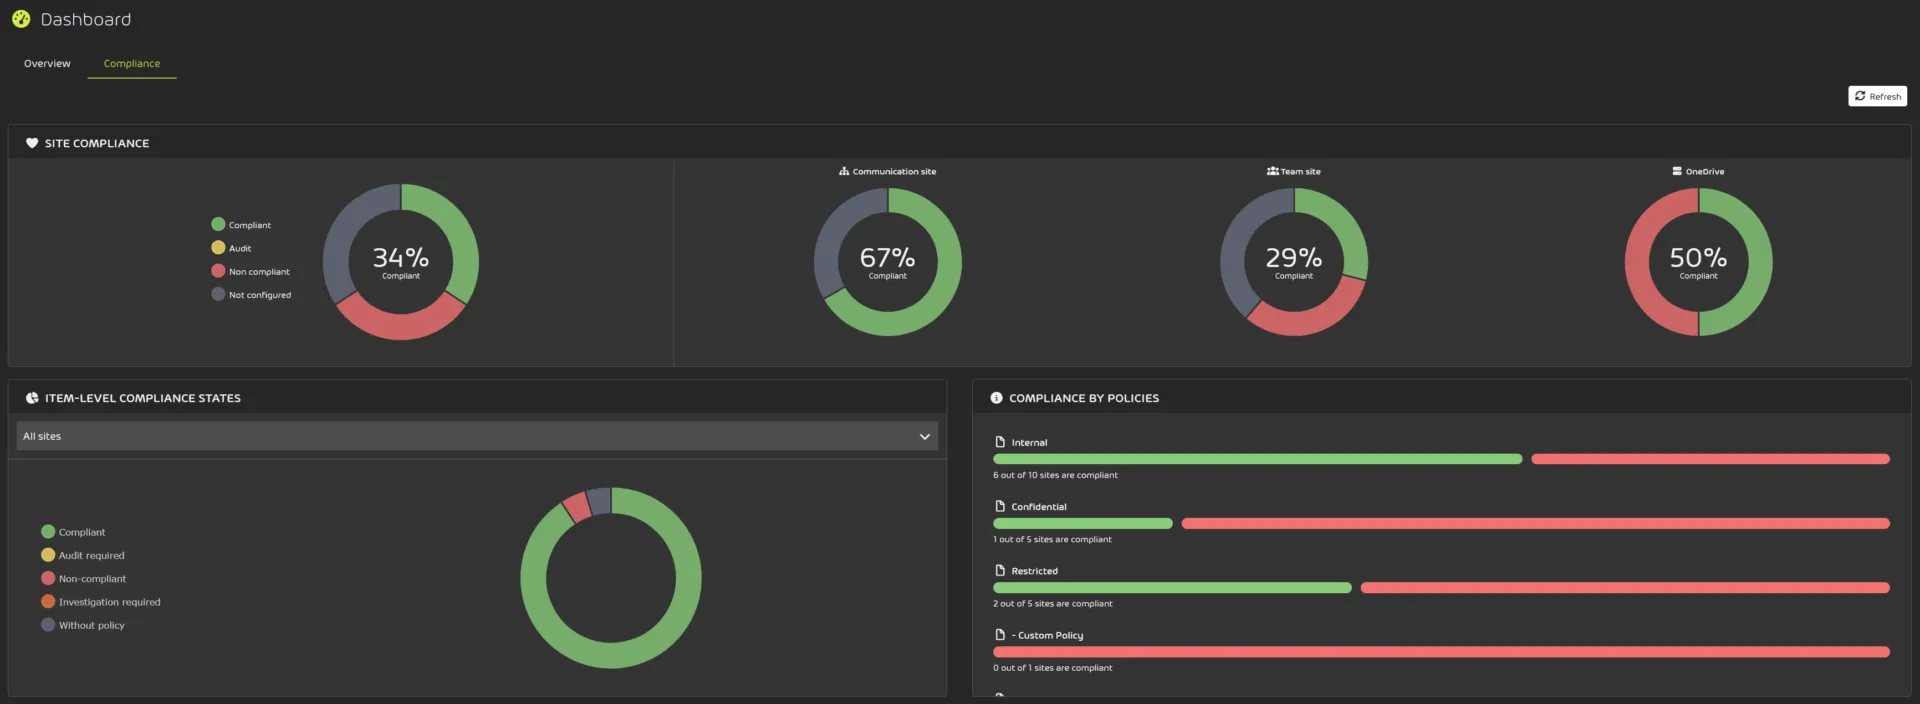 Dashboard
Overview
Compliance
Refresh
SITE COMPLIANCE
Compliant
Audit
Non compliant
Not configured
34%
Compliant
Communication site
67%
Compliant
Team site
29%
Compliant
OneDrive
50%
Compliant
ITEM-LEVEL COMPLIANCE STATES
All sites
Compliant
Audit required
Non-compliant
Investigation required
Without policy
COMPLIANCE BY POLICIES
Internal
6 out of 10 sites are compliant
Confidential
1 out of 5 sites are compliant
Restricted
2 out of 5 sites are compliant
- Custom Policy
0 out of 1 sites are compliant